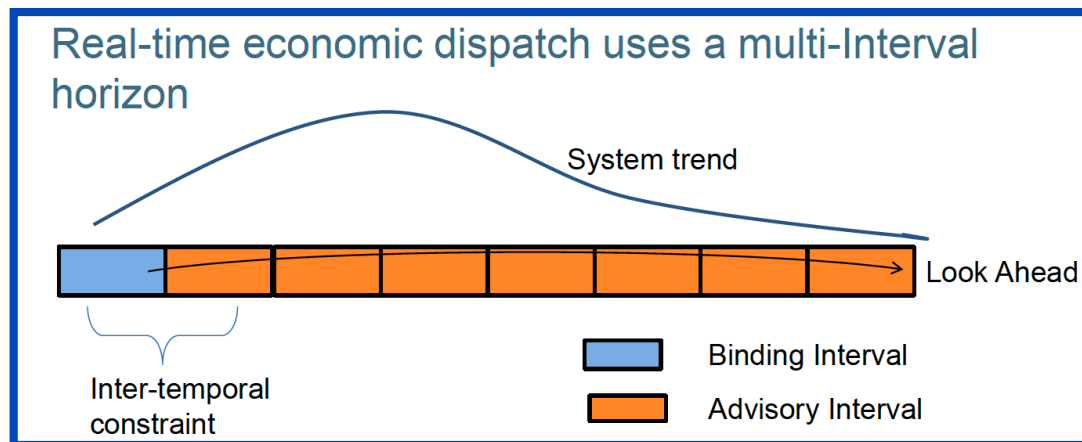 Real-time economic dispatch uses a multi-Interval
horizon
System trend
Look Ahead
Inter-temporal
constraint
Binding Interval
Advisory Interval